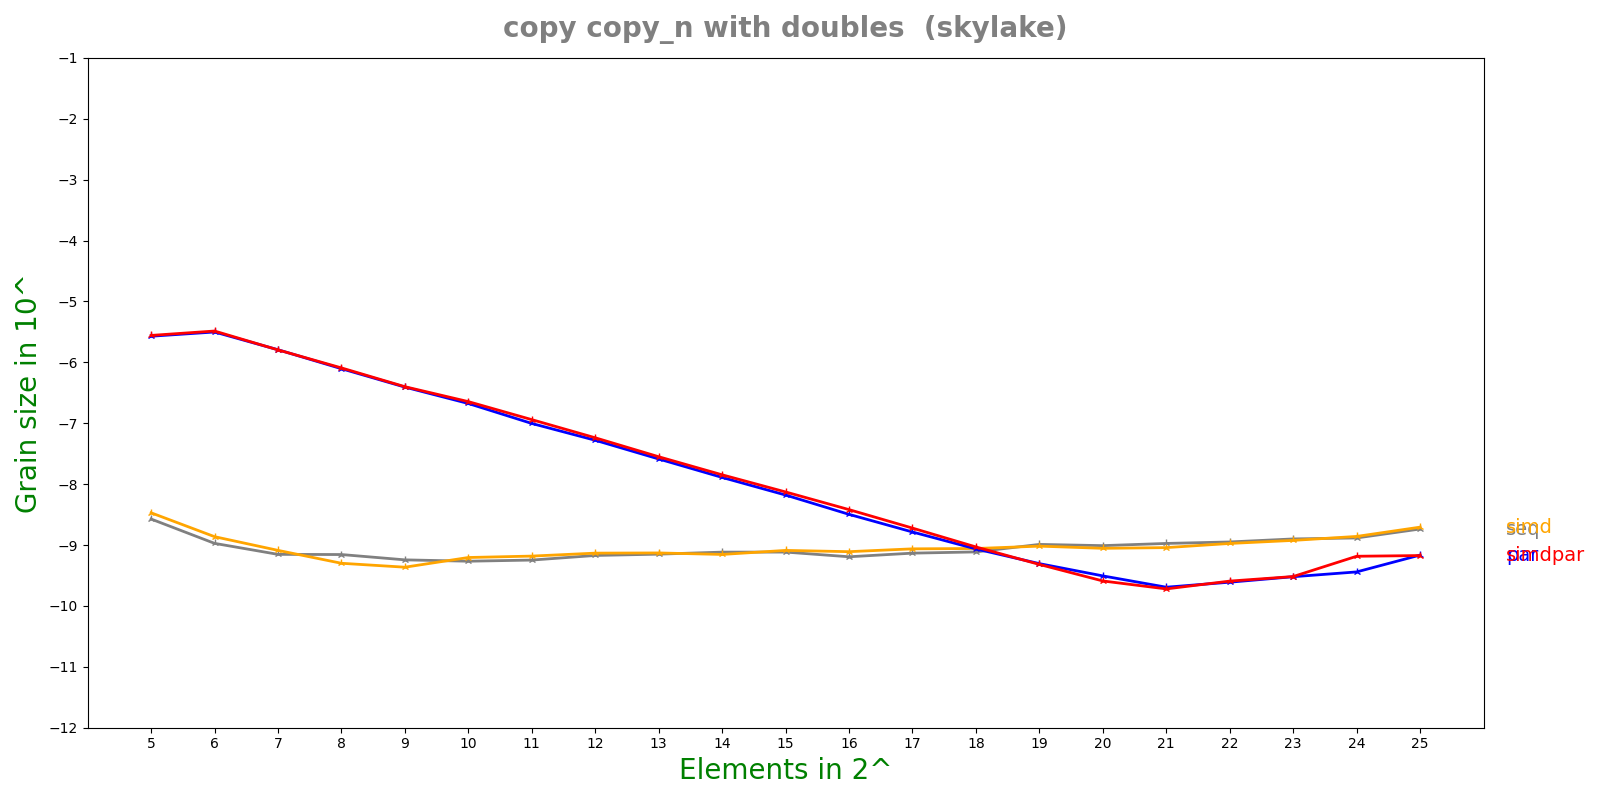 copy copy_n with doubles (skylake)
−1
−2
−3
−4
−5
−6
−7
−8
−9
−10
−11
−12
Grain size in 10^
5 6 7 8 9 10 11 12 13 14 15 16 17 18 19 20 21 22 23 24 25
Elements in 2^
simd
seq
par
simdpar